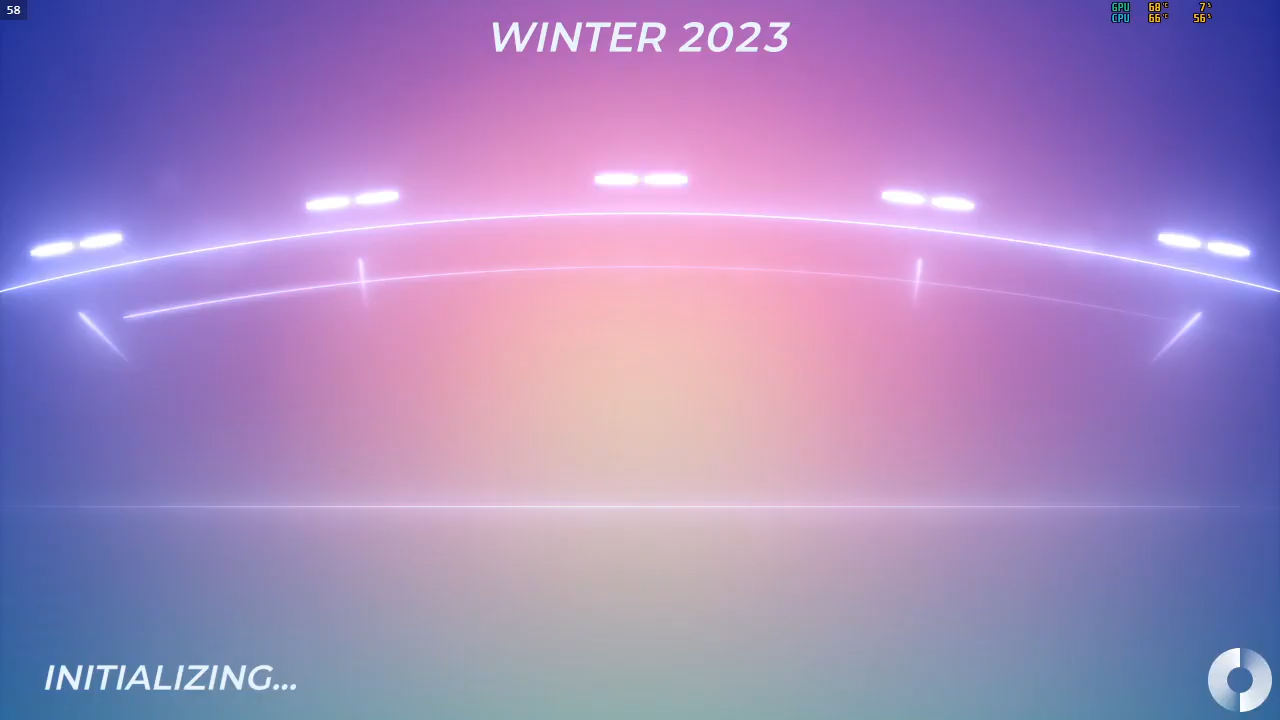 58
GPU 68°C 7%
CPU 66°C 56%
WINTER 2023
INITIALIZING...